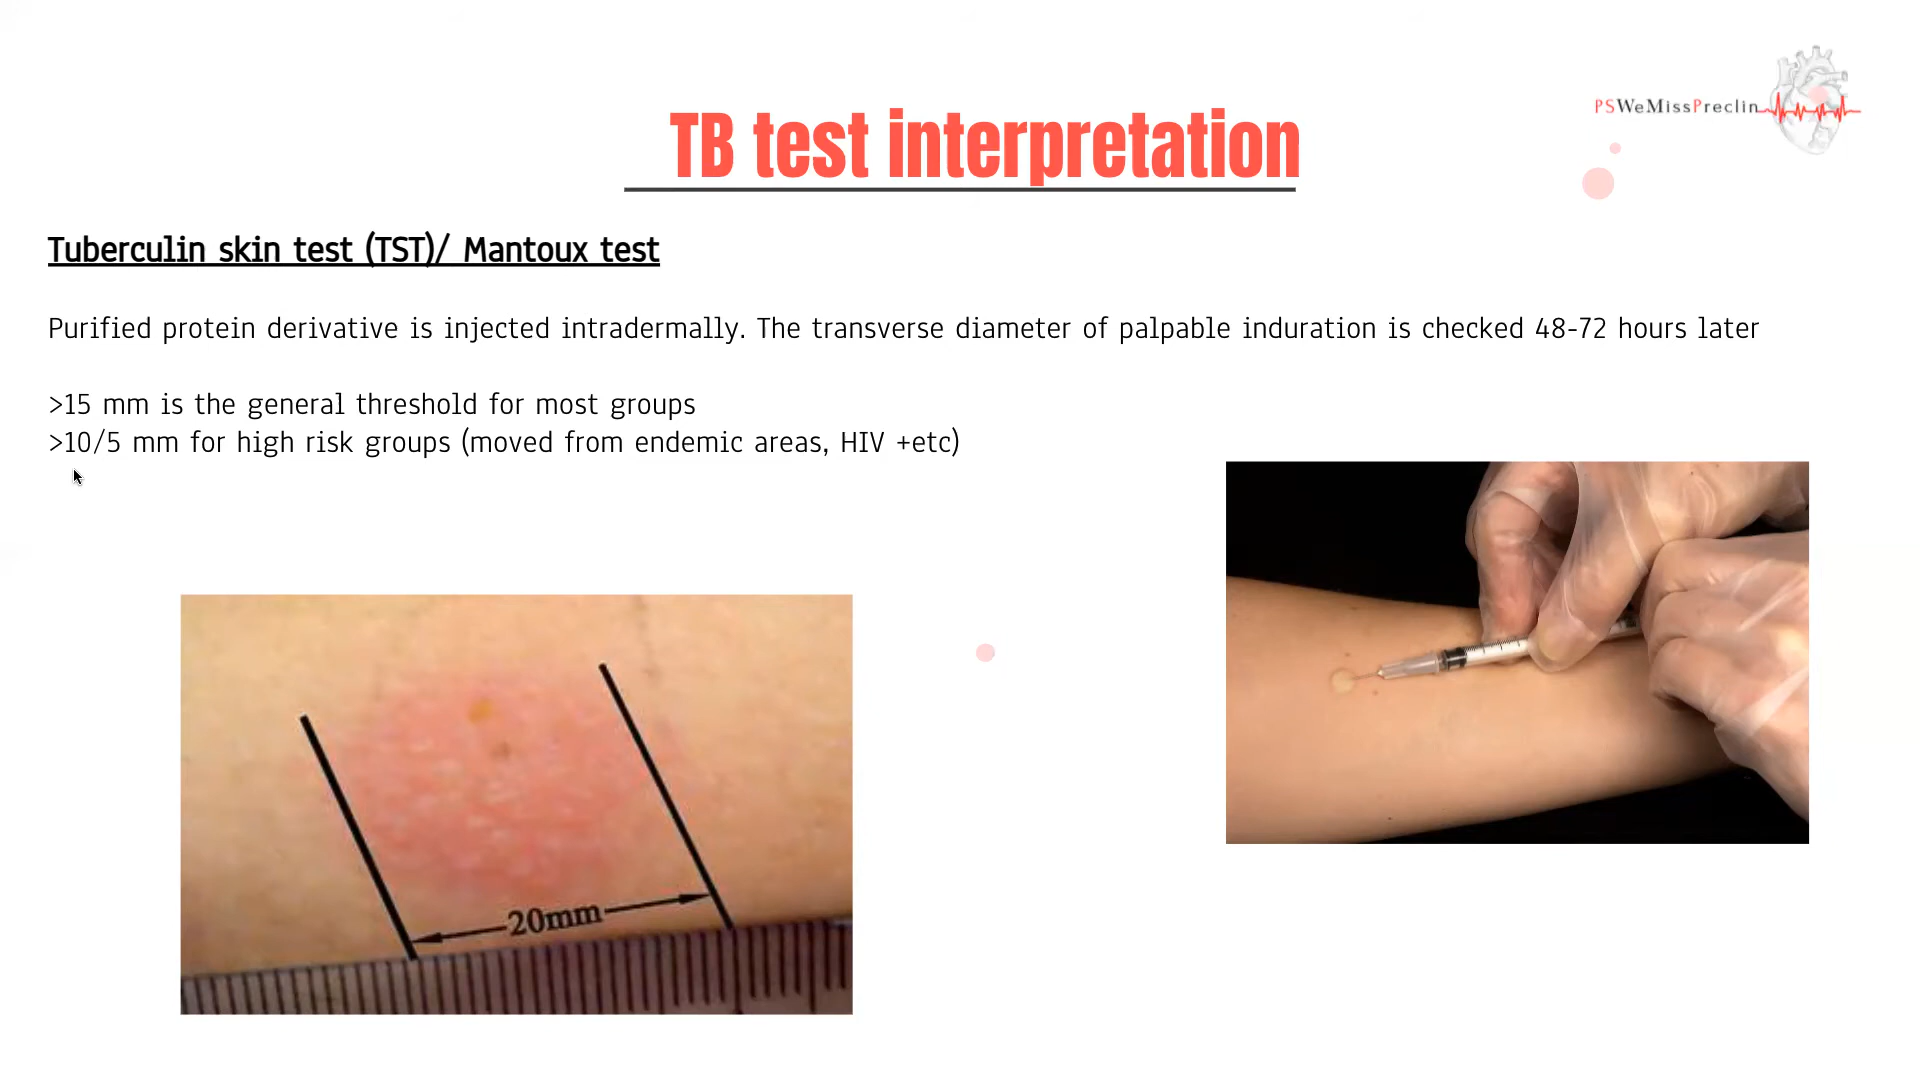 PSWeMissPreclin
TB test interpretation
Tuberculin skin test (TST)/ Mantoux test
Purified protein derivative is injected intradermally. The transverse diameter of palpable induration is checked 48-72 hours later
>15 mm is the general threshold for most groups
>10/5 mm for high risk groups (moved from endemic areas, HIV +etc)
20mm